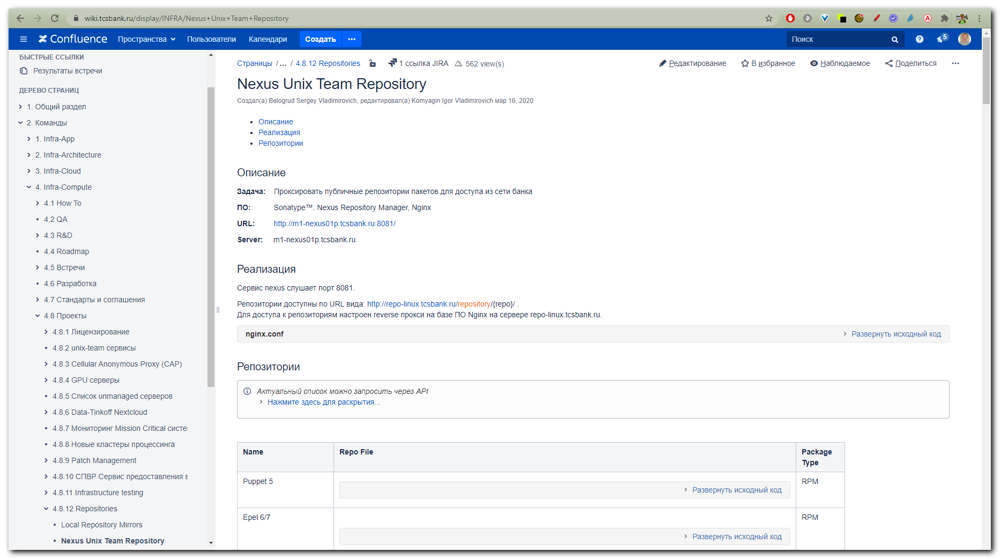 wiki.tcsbank.ru/display/INFRA/Nexus+Unix+Team+Repository
Confluence
Пространства
Пользователи
Календари
Создать
Поиск
5
БЫСТРЫЕ ССЫЛКИ
Результаты встречи
ДЕРЕВО СТРАНИЦ
1. Общий раздел
2. Команды
1. Infra-App
2. Infra-Architecture
3. Infra-Cloud
4. Infra-Compute
4.1 How To
4.2 QA
4.3 R&D
4.4 Roadmap
4.5 Встречи
4.6 Разработка
4.7 Стандарты и соглашения
4.8 Проекты
4.8.1 Лицензирование
4.8.2 unix-team сервисы
4.8.3 Cellular Anonymous Proxy (CAP)
4.8.4 GPU серверы
4.8.5 Список unmanaged серверов
4.8.6 Data-Tinkoff Nextcloud
4.8.7 Мониторинг Mission Critical систе
4.8.8 Новые кластеры процессинга
4.8.9 Patch Management
4.8.10 СПВР Сервис предоставления в
4.8.11 Infrastructure testing
4.8.12 Repositories
Local Repository Mirrors
Nexus Unix Team Repository
Страницы /... / 4.8.12 Repositories 1 ссылка JIRA 562 view(s)
Редактирование В избранное Наблюдаемое Поделиться
Nexus Unix Team Repository
Создал(а) Belogrud Sergey Vladimirovich, редактировал(а) Komyagin Igor Vladimirovich мар 16, 2020
• Описание
• Реализация
• Репозитории
Описание
Задача: Проксировать публичные репозитории пакетов для доступа из сети банка
ПО: Sonatype™. Nexus Repository Manager, Nginx
URL: http://m1-nexus01p.tcsbank.ru:8081/
Server: m1-nexus01p.tcsbank.ru
Реализация
Сервис nexus слушает порт 8081.
Репозитории доступны по URL вида: http://repo-linux.tcsbank.ru/repository/{repo}/ .
Для доступа к репозиториям настроен reverse прокси на базе ПО Nginx на сервере repo-linux.tcsbank.ru.
nginx.conf Развернуть исходный код
Репозитории
Актуальный список можно запросить через API
Нажмите здесь для раскрытия...
Name Repo File Package
Type
Puppet 5 RPM
Развернуть исходный код
Epel 6/7 RPM
Развернуть исходный код